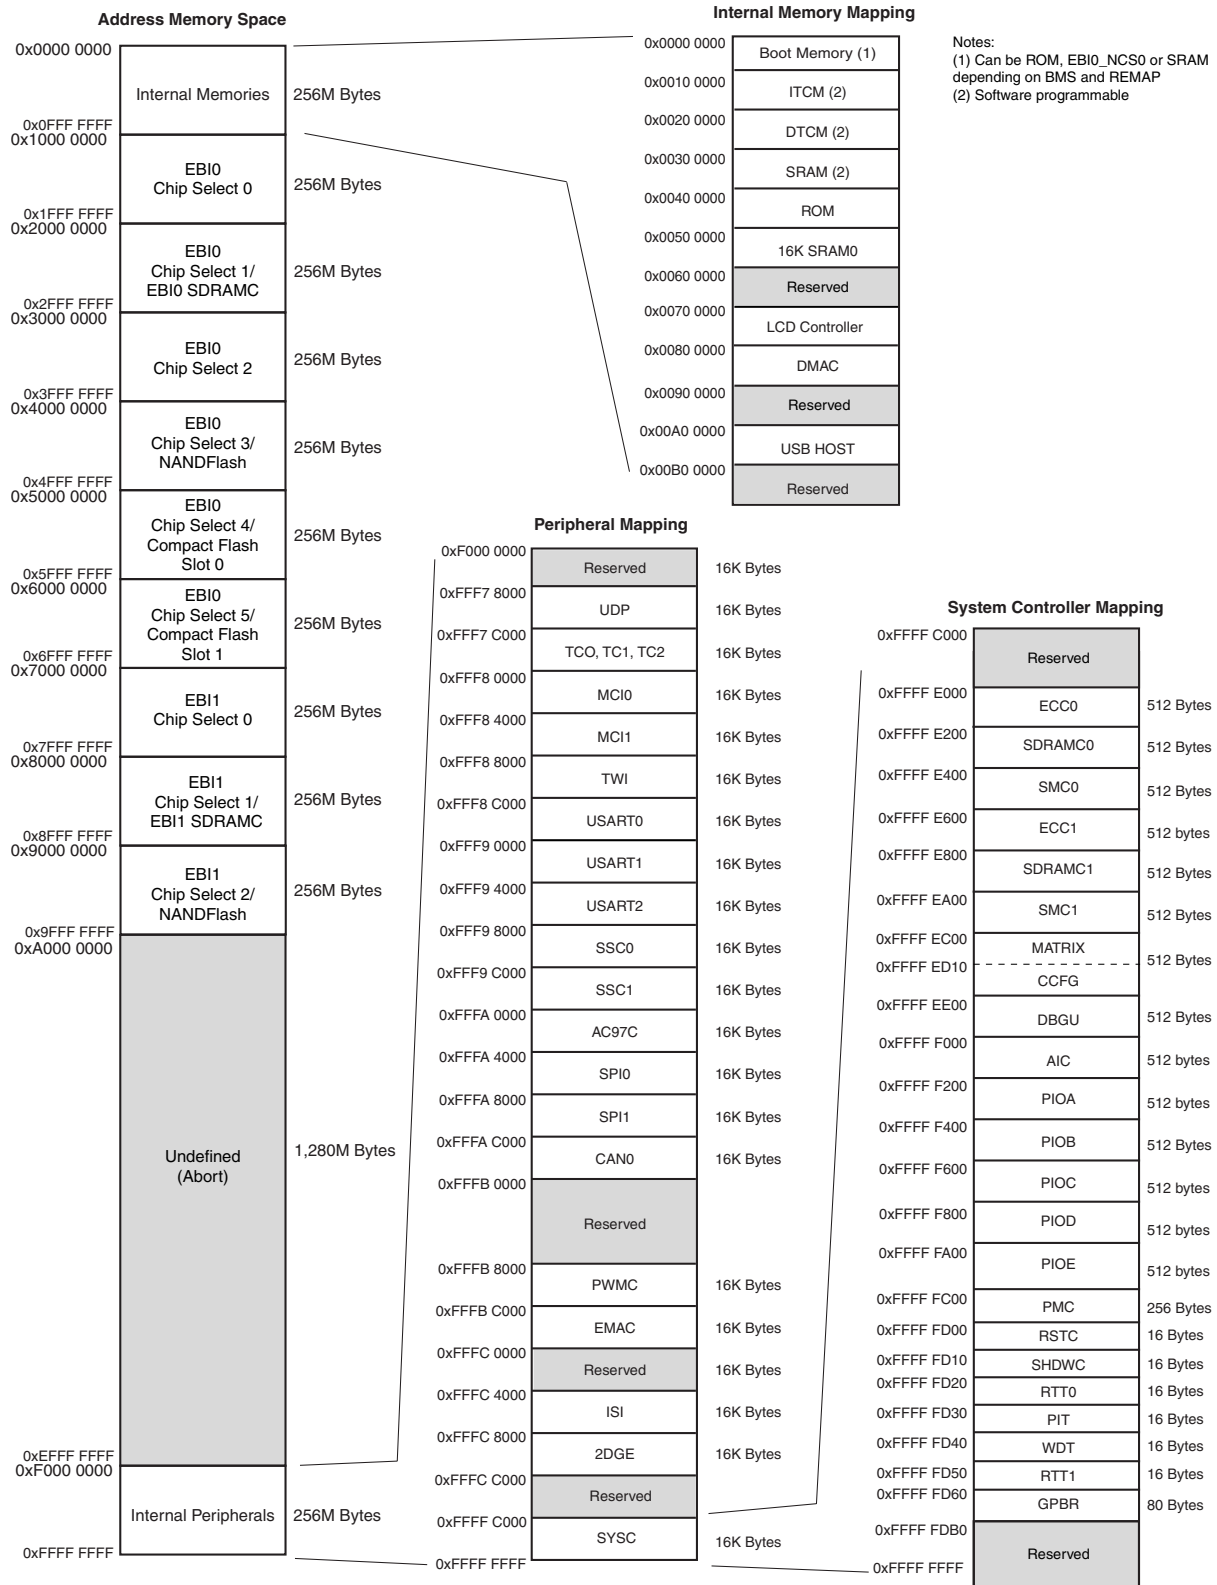 Address Memory Space
0x0000 0000
Internal Memories
256M Bytes
0x0FFF FFFF
0x1000 0000
EBI0
Chip Select 0
256M Bytes
0x1FFF FFFF
0x2000 0000
EBI0
Chip Select 1/
EBI0 SDRAMC
256M Bytes
0x2FFF FFFF
0x3000 0000
EBI0
Chip Select 2
256M Bytes
0x3FFF FFFF
0x4000 0000
EBI0
Chip Select 3/
NANDFlash
256M Bytes
0x4FFF FFFF
0x5000 0000
EBI0
Chip Select 4/
Compact Flash
Slot 0
256M Bytes
0x5FFF FFFF
0x6000 0000
EBI0
Chip Select 5/
Compact Flash
Slot 1
256M Bytes
0x6FFF FFFF
0x7000 0000
EBI1
Chip Select 0
256M Bytes
0x7FFF FFFF
0x8000 0000
EBI1
Chip Select 1/
EBI1 SDRAMC
256M Bytes
0x8FFF FFFF
0x9000 0000
EBI1
Chip Select 2/
NANDFlash
256M Bytes
0x9FFF FFFF
0xA000 0000
Undefined
(Abort)
1,280M Bytes
0xEFFF FFFF
0xF000 0000
Internal Peripherals
256M Bytes
0xFFFF FFFF
Internal Memory Mapping
0x0000 0000
Boot Memory (1)
0x0010 0000
ITCM (2)
0x0020 0000
DTCM (2)
0x0030 0000
SRAM (2)
0x0040 0000
ROM
0x0050 0000
16K SRAM0
0x0060 0000
Reserved
0x0070 0000
LCD Controller
0x0080 0000
DMAC
0x0090 0000
Reserved
0x00A0 0000
USB HOST
0x00B0 0000
Reserved
Notes:
(1) Can be ROM, EBI0_NCS0 or SRAM
depending on BMS and REMAP
(2) Software programmable
Peripheral Mapping
0xF000 0000
Reserved
16K Bytes
0xFFF7 8000
UDP
16K Bytes
0xFFF7 C000
TCO, TC1, TC2
16K Bytes
0xFFF8 0000
MCI0
16K Bytes
0xFFF8 4000
MCI1
16K Bytes
0xFFF8 8000
TWI
16K Bytes
0xFFF8 C000
USART0
16K Bytes
0xFFF9 0000
USART1
16K Bytes
0xFFF9 4000
USART2
16K Bytes
0xFFF9 8000
SSC0
16K Bytes
0xFFF9 C000
SSC1
16K Bytes
0xFFFA 0000
AC97C
16K Bytes
0xFFFA 4000
SPI0
16K Bytes
0xFFFA 8000
SPI1
16K Bytes
0xFFFA C000
CAN0
16K Bytes
0xFFFB 0000
Reserved
0xFFFB 8000
PWMC
16K Bytes
0xFFFB C000
EMAC
16K Bytes
0xFFFC 0000
Reserved
16K Bytes
0xFFFC 4000
ISI
16K Bytes
0xFFFC 8000
2DGE
16K Bytes
0xFFFC C000
Reserved
0xFFFF C000
SYSC
16K Bytes
0xFFFF FFFF
System Controller Mapping
0xFFFF C000
Reserved
0xFFFF E000
ECC0
512 Bytes
0xFFFF E200
SDRAMC0
512 Bytes
0xFFFF E400
SMC0
512 Bytes
0xFFFF E600
ECC1
512 bytes
0xFFFF E800
SDRAMC1
512 Bytes
0xFFFF EA00
SMC1
512 Bytes
0xFFFF EC00
MATRIX
512 Bytes
0xFFFF ED10
CCFG
0xFFFF EE00
DBGU
512 Bytes
0xFFFF F000
AIC
512 bytes
0xFFFF F200
PIOA
512 bytes
0xFFFF F400
PIOB
512 Bytes
0xFFFF F600
PIOC
512 bytes
0xFFFF F800
PIOD
512 bytes
0xFFFF FA00
PIOE
512 bytes
0xFFFF FC00
PMC
256 Bytes
0xFFFF FD00
RSTC
16 Bytes
0xFFFF FD10
SHDWC
16 Bytes
0xFFFF FD20
RTT0
16 Bytes
0xFFFF FD30
PIT
16 Bytes
0xFFFF FD40
WDT
16 Bytes
0xFFFF FD50
RTT1
16 Bytes
0xFFFF FD60
GPBR
80 Bytes
0xFFFF FDB0
Reserved
0xFFFF FFFF